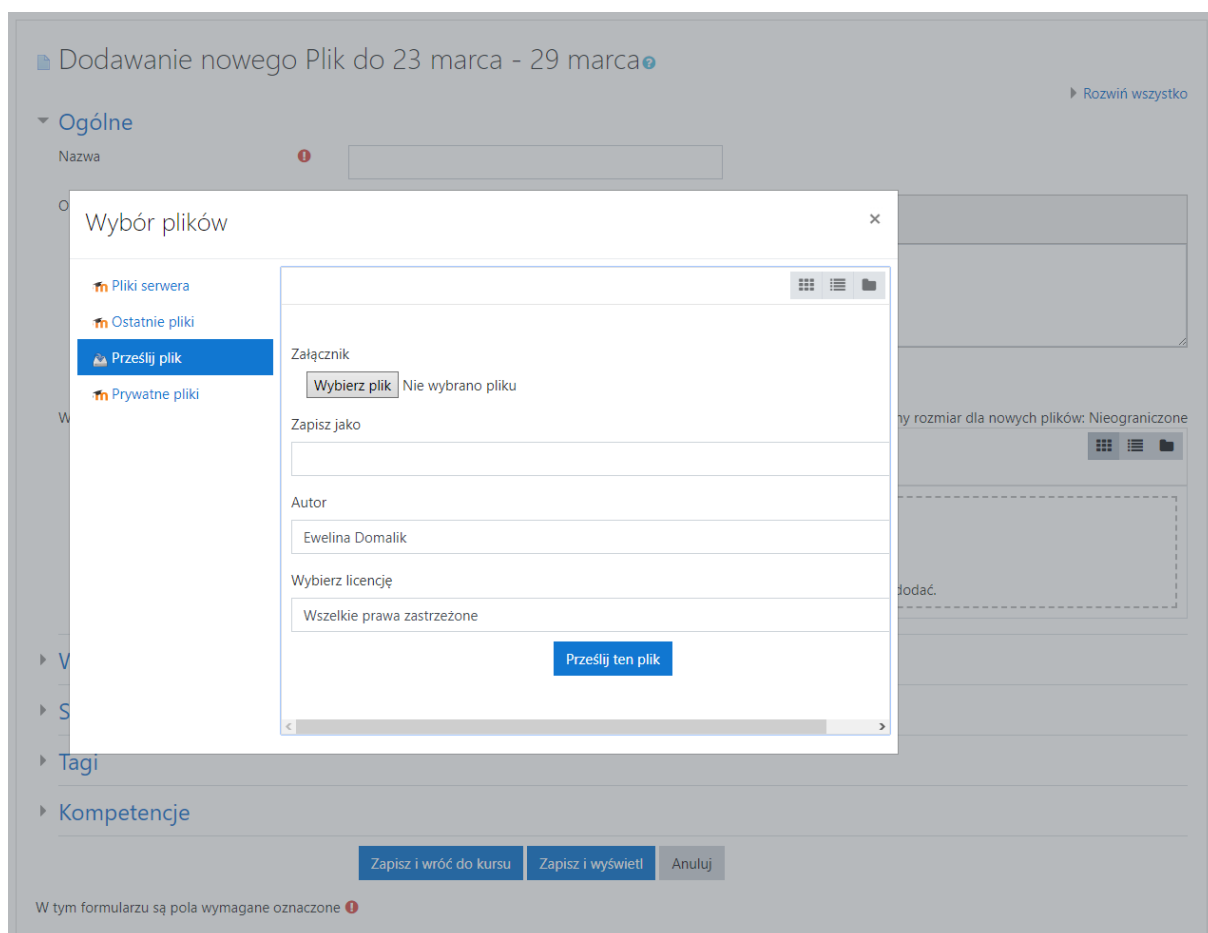 Dodawanie nowego Plik do 23 marca - 29 marca
Rozwiń wszystko
Ogólne
Nazwa
Wybór plików
Pliki serwera
Ostatnie pliki
Prześlij plik
Prywatne pliki
Załącznik
Wybierz plik Nie wybrano pliku
Zapisz jako
Autor
Ewelina Domalik
Wybierz licencję
Wszelkie prawa zastrzeżone
Prześlij ten plik
rozmiar dla nowych plików: Nieograniczone
dodać.
Tagi
Kompetencje
Zapisz i wróć do kursu Zapisz i wyświetl Anuluj
W tym formularzu są pola wymagane oznaczone